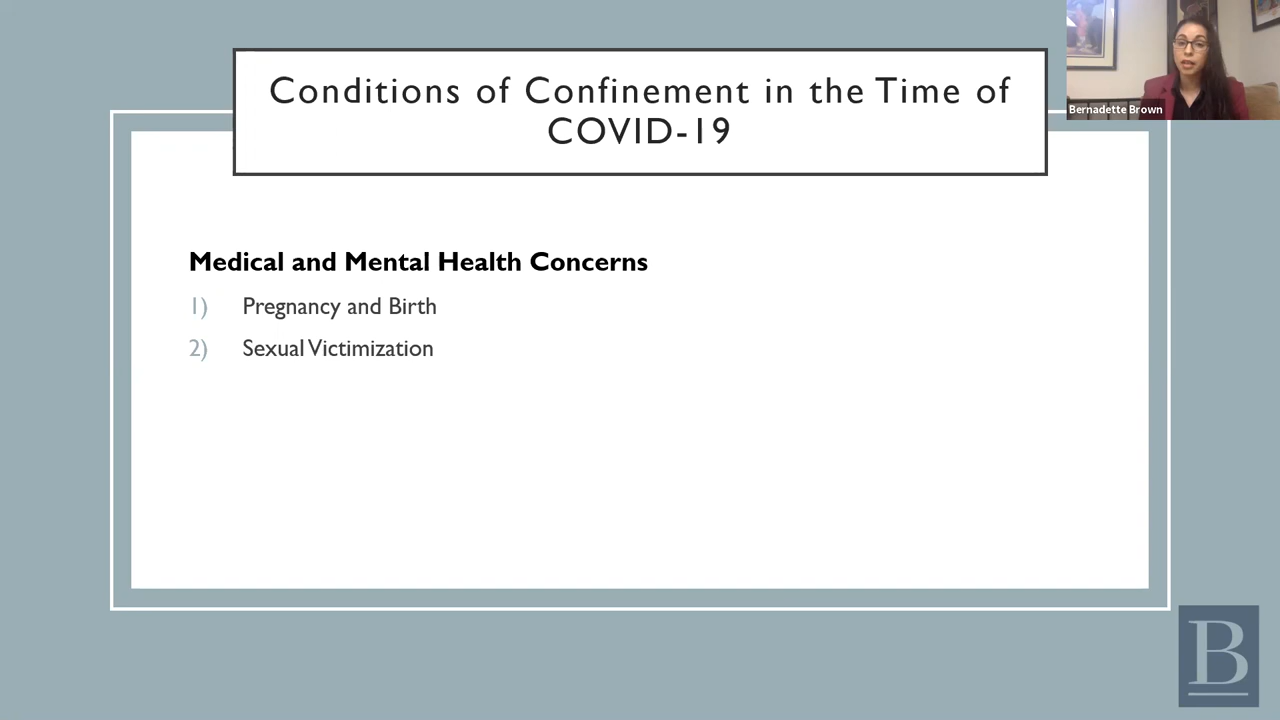 Conditions of Confinement in the Time of
COVID-19
Bernadette Brown
Medical and Mental Health Concerns
1) Pregnancy and Birth
2) Sexual Victimization
B